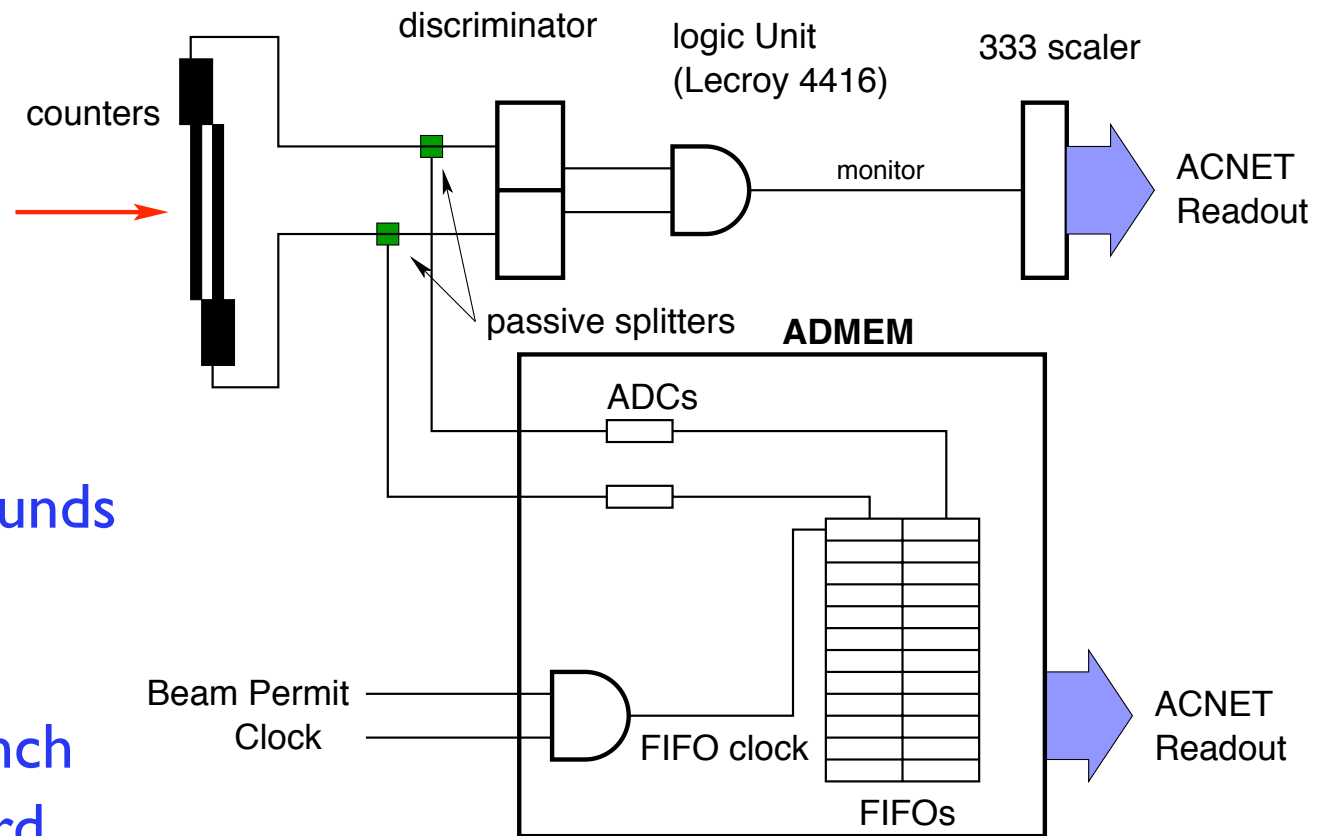 discriminator
logic Unit
(Lecroy 4416)
333 scaler
counters
monitor
ACNET
Readout
passive splitters
ADMEM
ADCs
unds
Beam Permit
Clock
nch
FIFO clock
ACNET
Readout
FIFOs
rd